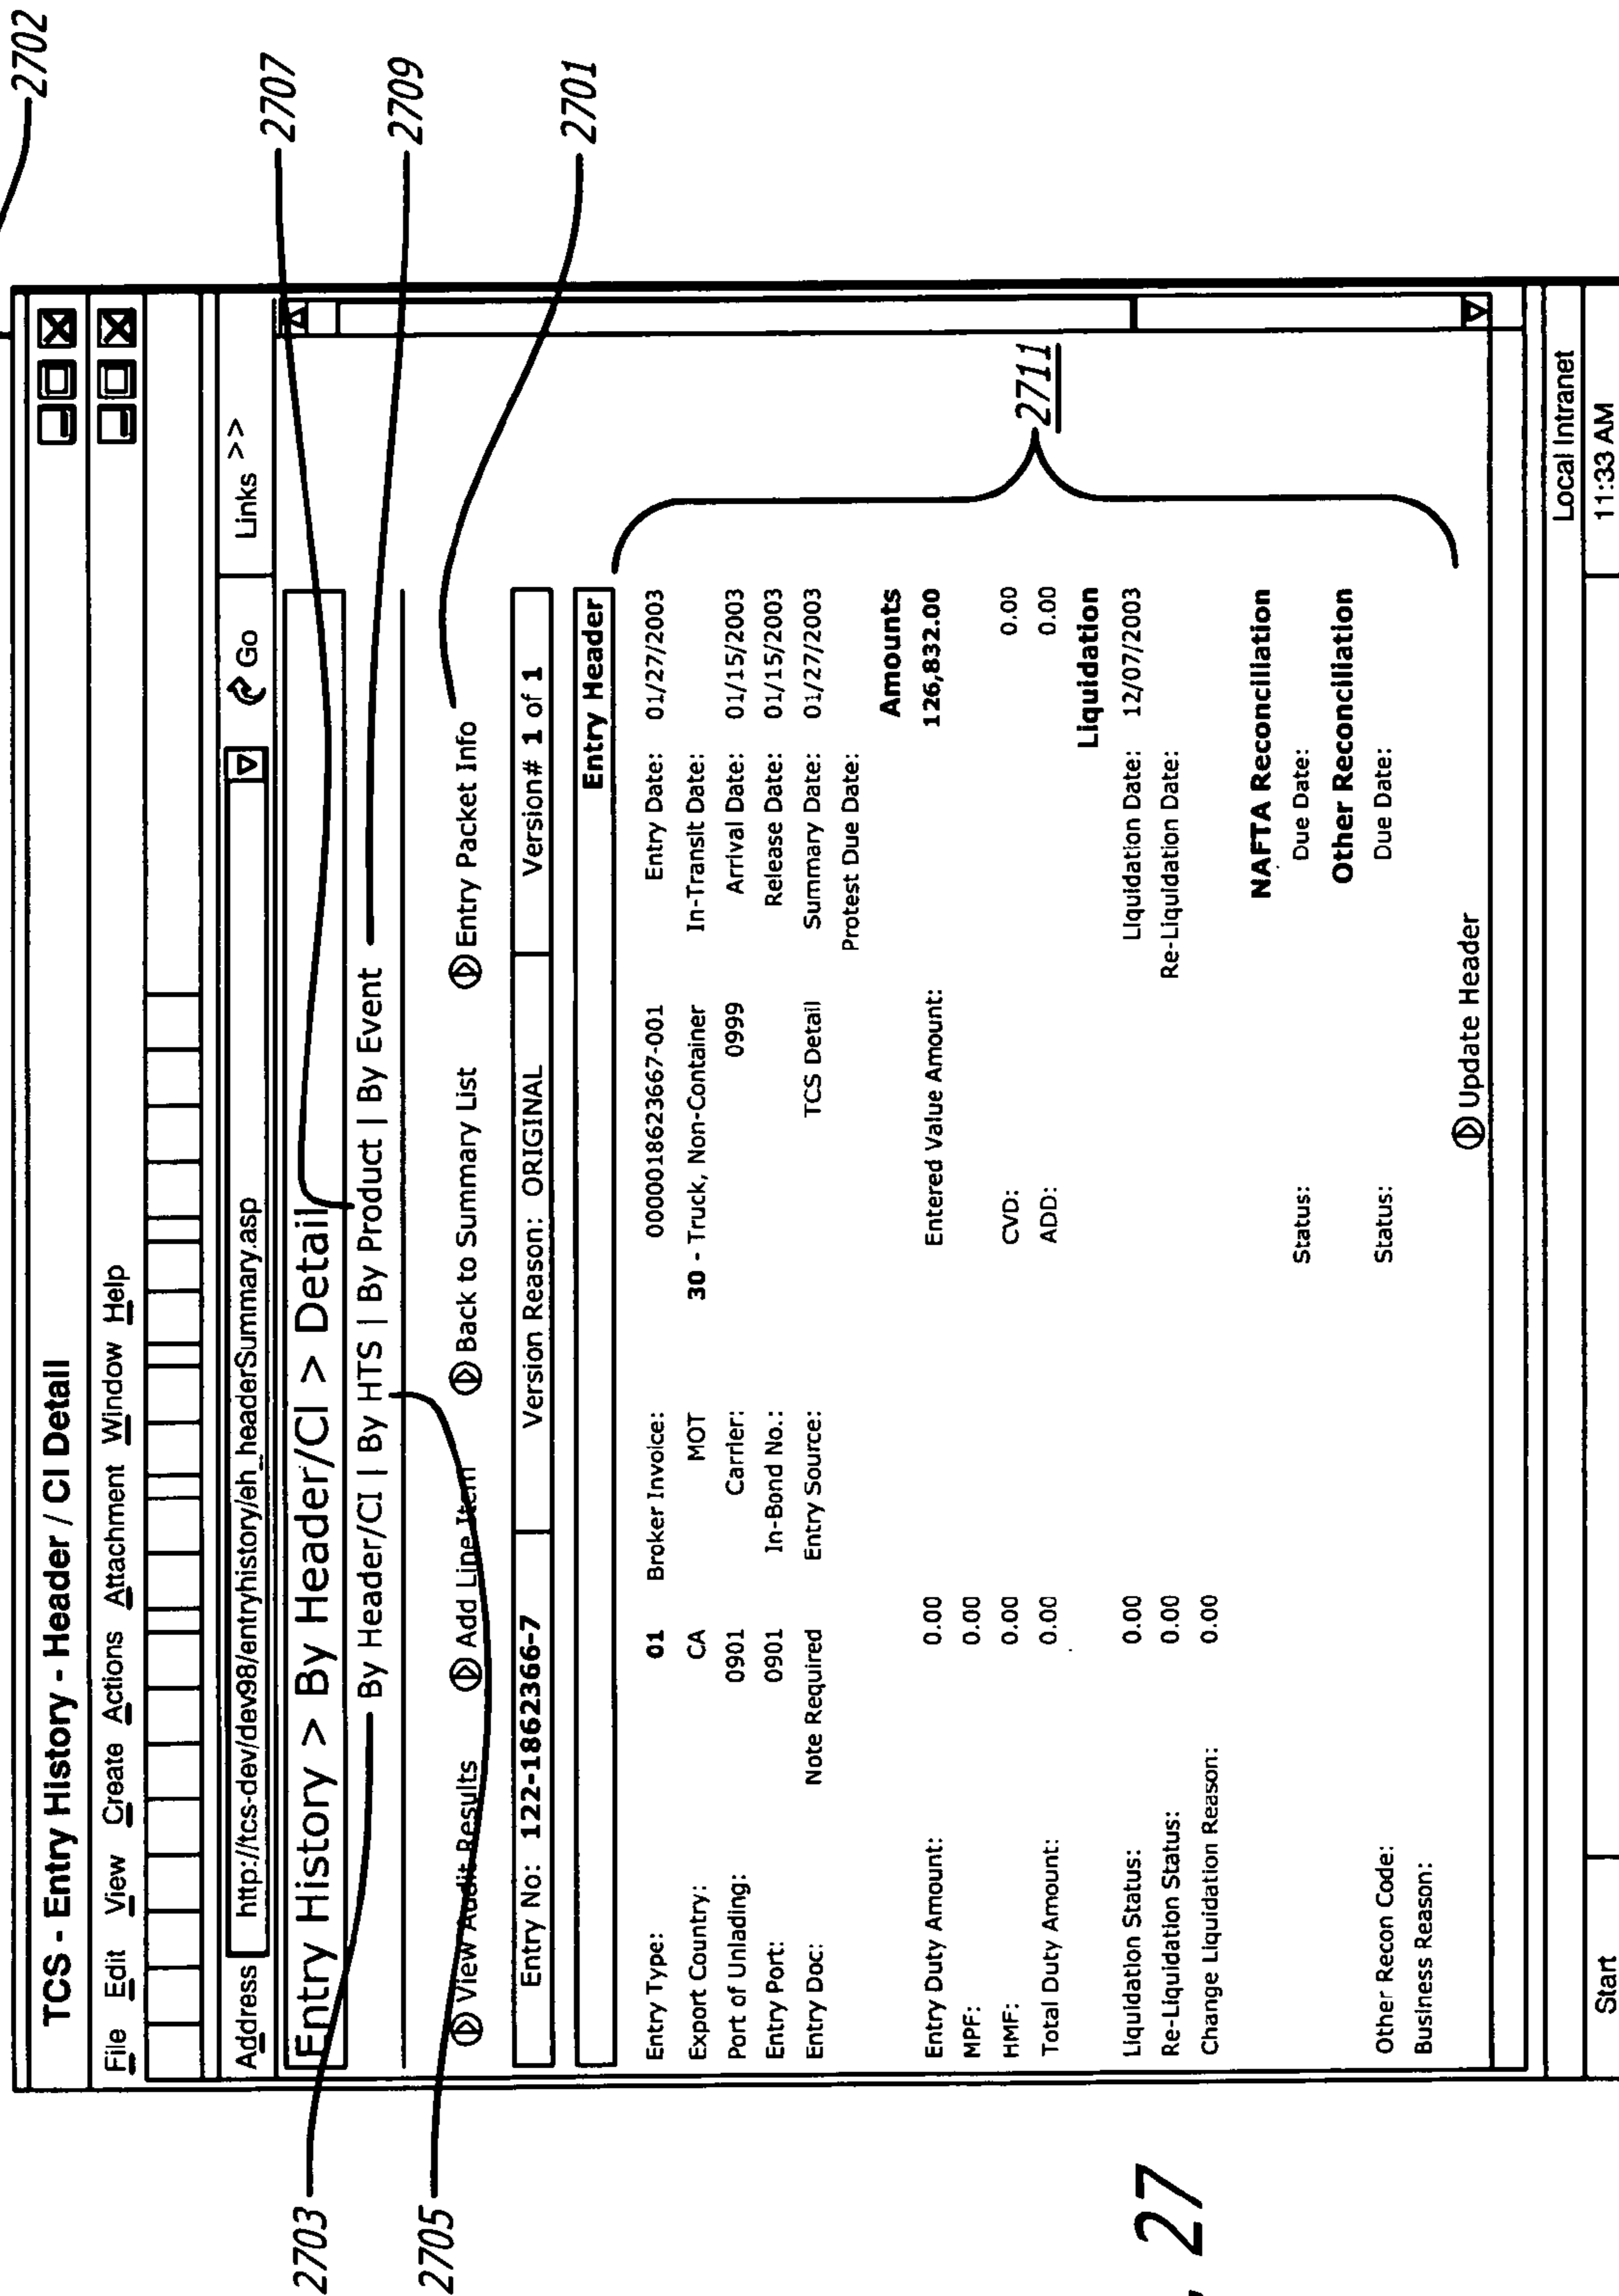 2702
TCS - Entry History - Header / CI Detail
File Edit View Create Actions Attachment Window Help
Address http://tcs-dev/dev98/entryhistory/eh_headerSummary.asp Go Links >>
Entry History > By Header/CI > Detail
2707
2703 By Header/CI | By HTS | By Product | By Event
2709
2705
View Audit Results Add Line Item Back to Summary List Entry Packet Info
2701
Entry No: 122-1862366-7 Version Reason: ORIGINAL Version# 1 of 1
Entry Header
Entry Type: 01 Broker Invoice: 0000018623667-001 Entry Date: 01/27/2003
Export Country: CA MOT 30 - Truck, Non-Container In-Transit Date:
Port of Unlading: 0901 Carrier: 0999 Arrival Date: 01/15/2003
Entry Port: 0901 In-Bond No.: Release Date: 01/15/2003
Entry Doc: Note Required Entry Source: TCS Detail Summary Date: 01/27/2003
Protest Due Date:
Amounts
Entry Duty Amount: 0.00 Entered Value Amount: 126,832.00
MPF: 0.00
HMF: 0.00 CVD: 0.00
Total Duty Amount: 0.00 ADD: 0.00
2711
Liquidation
Liquidation Status: 0.00 Liquidation Date: 12/07/2003
Re-Liquidation Status: 0.00 Re-Liquidation Date:
Change Liquidation Reason: 0.00
NAFTA Reconciliation
Status: Due Date:
Other Reconciliation
Other Recon Code: Status: Due Date:
Business Reason:
Update Header
Local Intranet
Start 11:33 AM
27